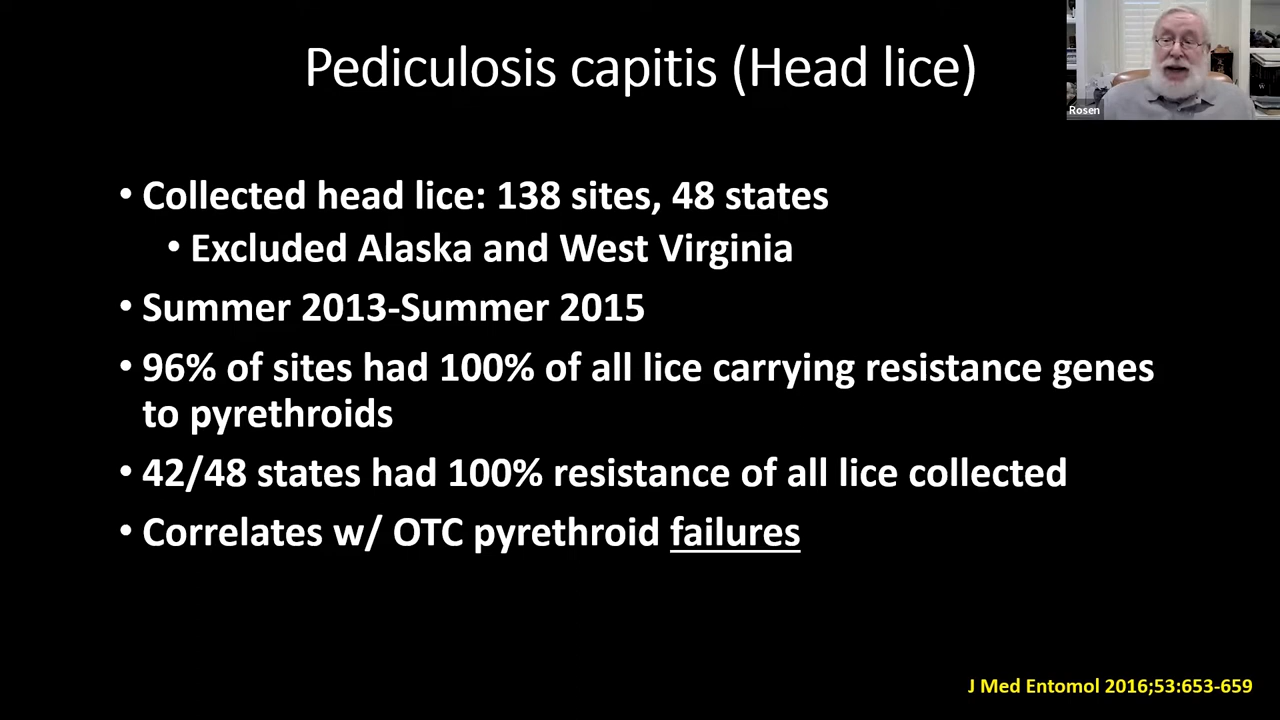 Pediculosis capitis (Head lice)
Rosen
• Collected head lice: 138 sites, 48 states
• Excluded Alaska and West Virginia
• Summer 2013-Summer 2015
• 96% of sites had 100% of all lice carrying resistance genes
to pyrethroids
• 42/48 states had 100% resistance of all lice collected
• Correlates w/ OTC pyrethroid failures
J Med Entomol 2016;53:653-659